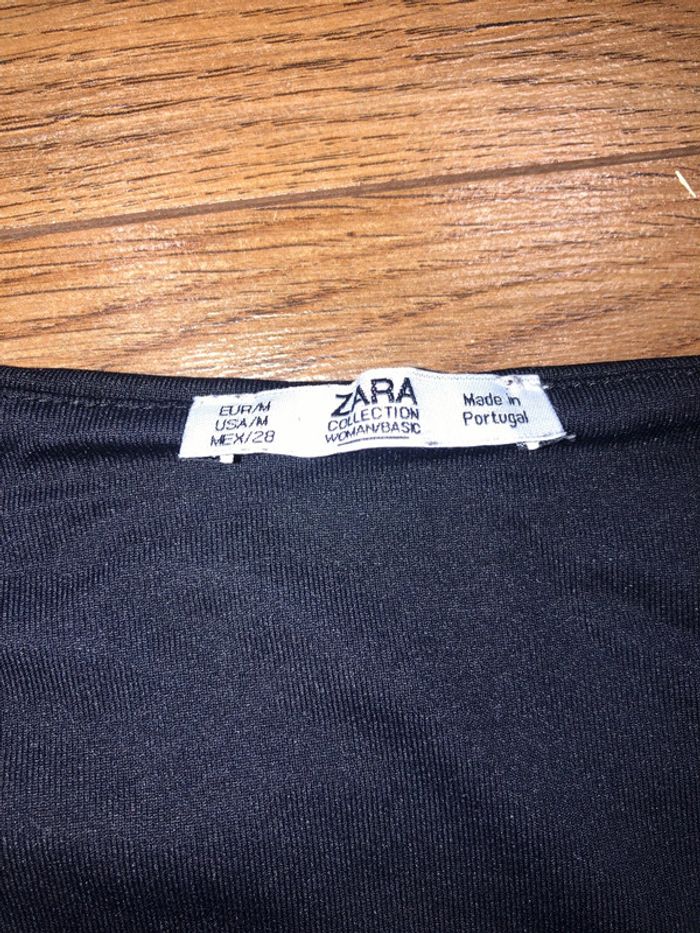 EUR/M
USA/M
MEX/28
ZARA
COLLECTION
WOMAN/BASIC
Made in
Portugal